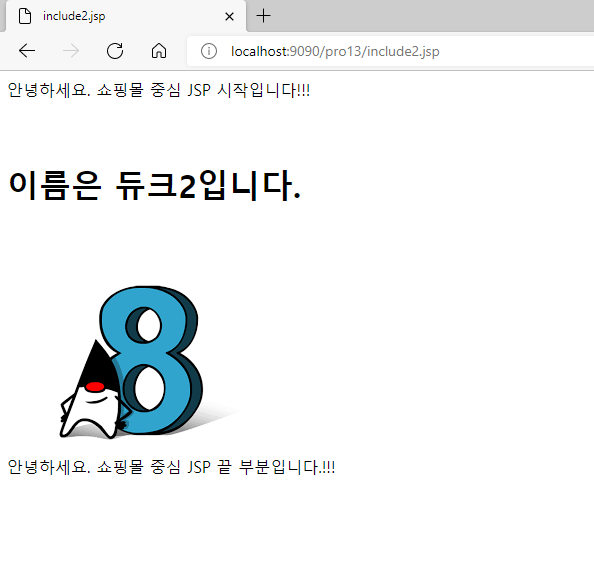 include2.jsp
localhost:9090/pro13/include2.jsp
안녕하세요. 쇼핑몰 중심 JSP 시작입니다!!!
이름은 듀크2입니다.
8
안녕하세요. 쇼핑몰 중심 JSP 끝 부분입니다.!!!